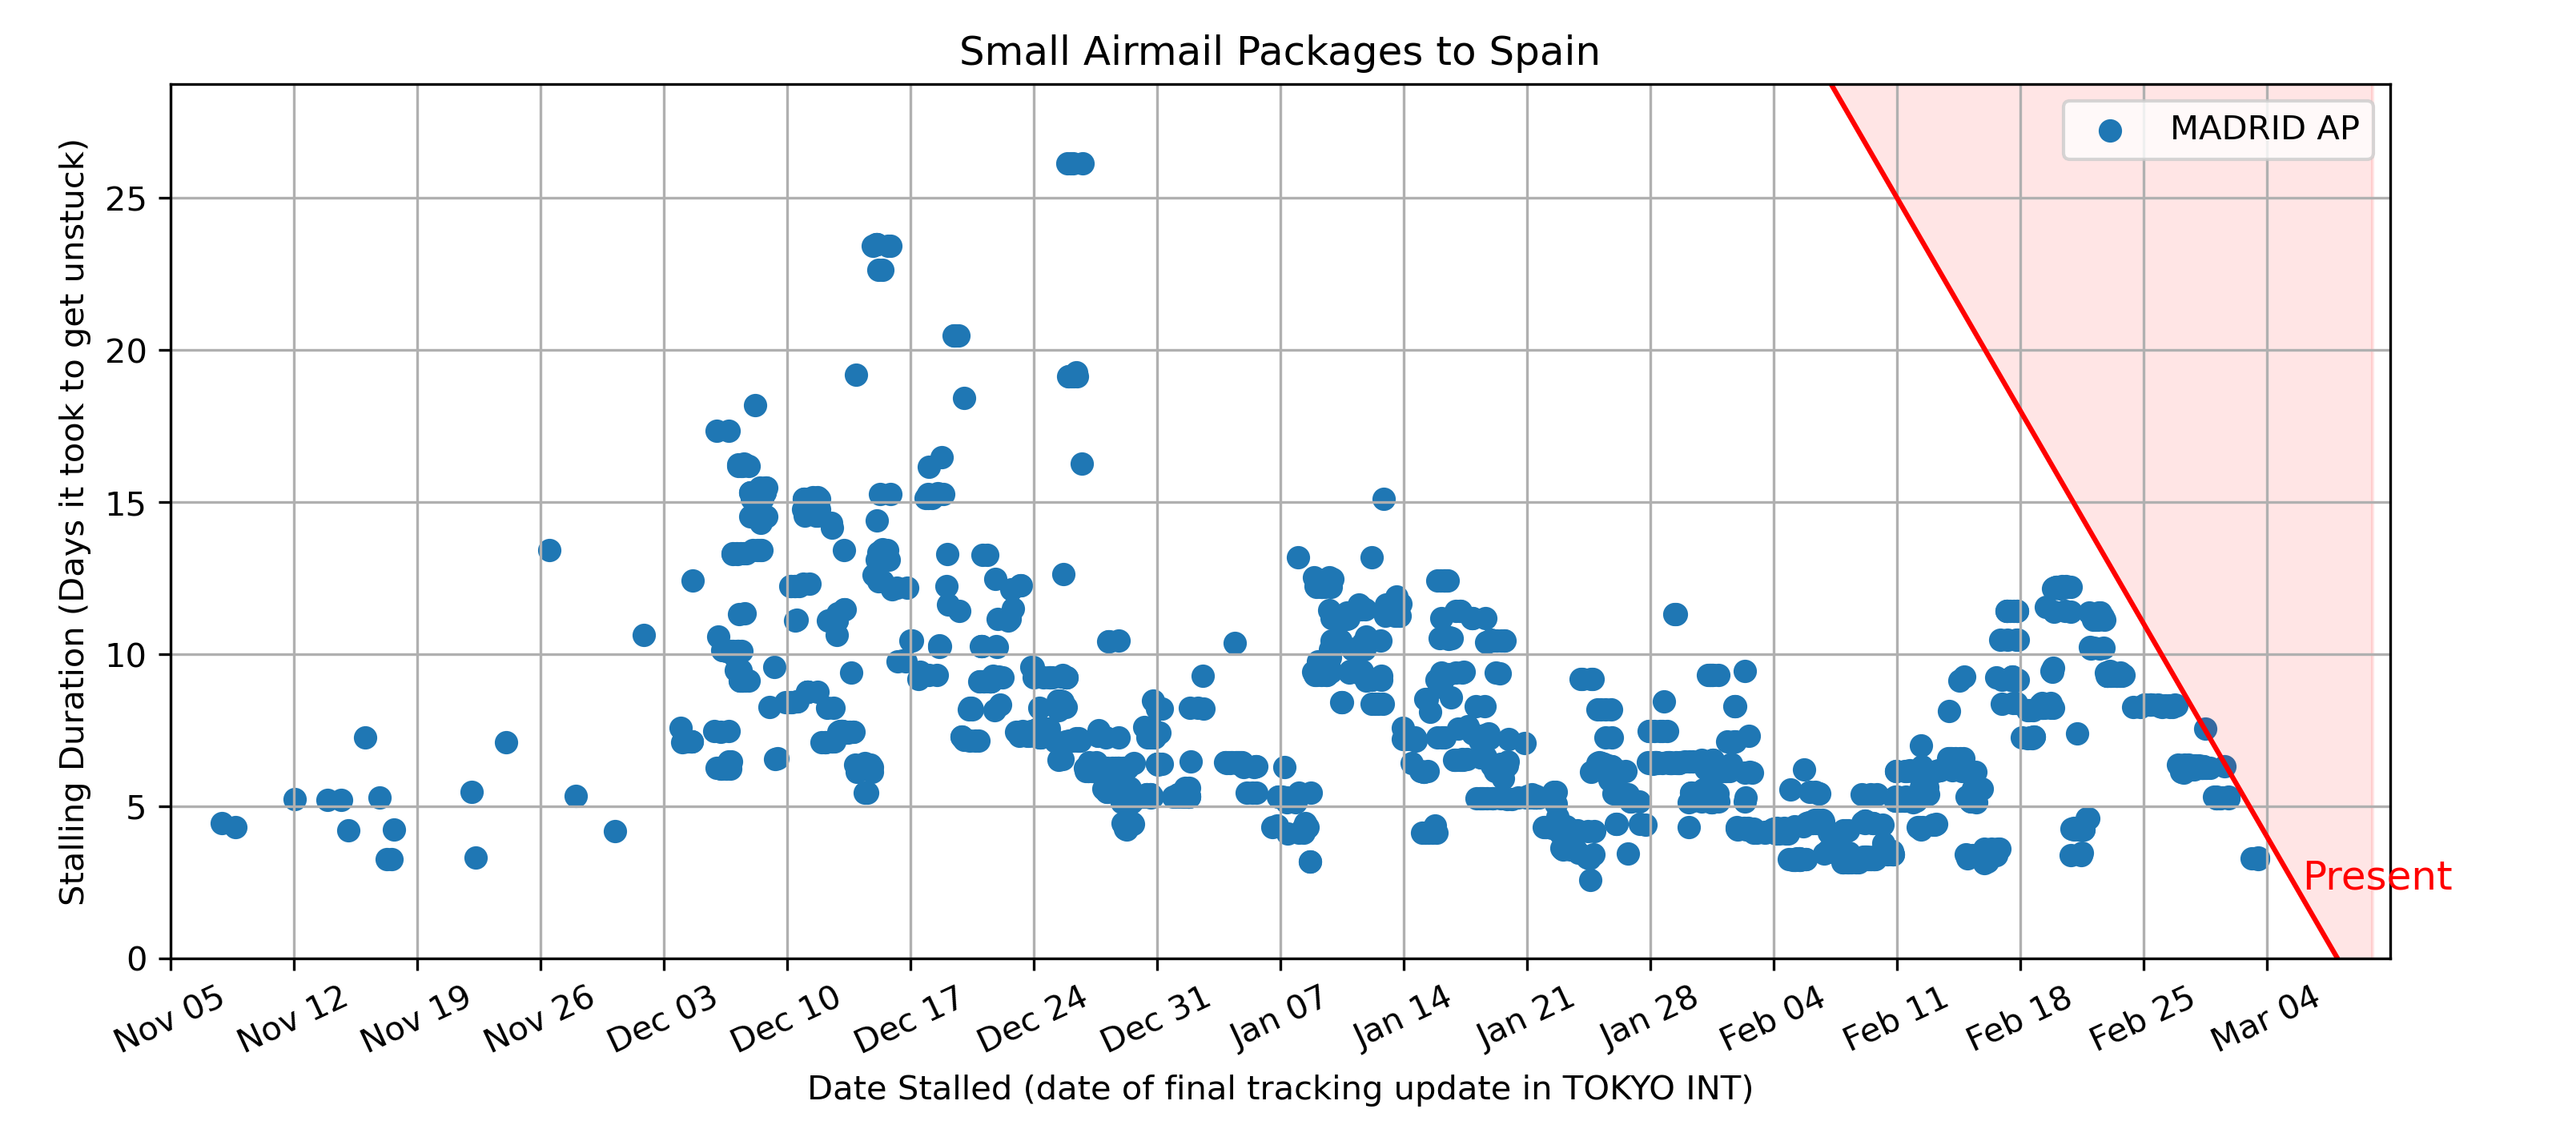 Small Airmail Packages to Spain
MADRID AP
Stalling Duration (Days it took to get unstuck)
25
20
15
10
5
0
Present
Nov 05
Nov 12
Nov 19
Nov 26
Dec 03
Dec 10
Dec 17
Dec 24
Dec 31
Jan 07
Jan 14
Jan 21
Jan 28
Feb 04
Feb 11
Feb 18
Feb 25
Mar 04
Date Stalled (date of final tracking update in TOKYO INT)